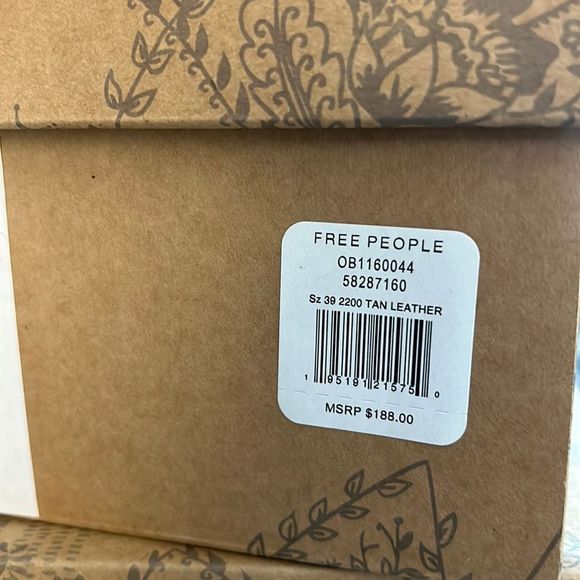 FREE PEOPLE
OB1160044
58287160
Sz 39 2200 TAN LEATHER
1 95191 21575 0
MSRP $188.00